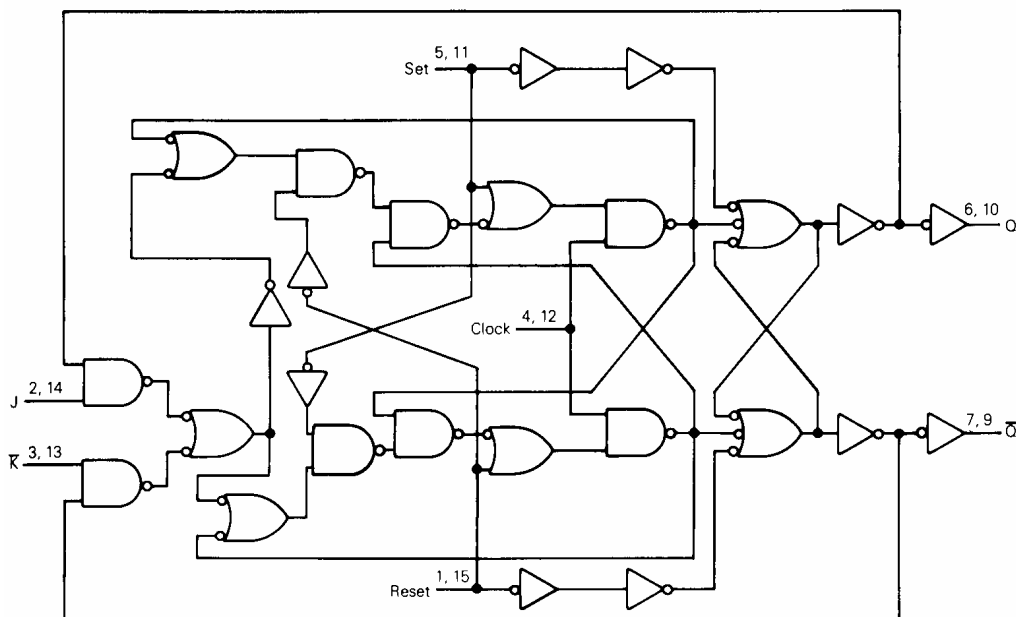 5, 11
Set
6, 10
Q
4, 12
Clock
2, 14
J
3, 13
K̅
7, 9
Q̅
1, 15
Reset